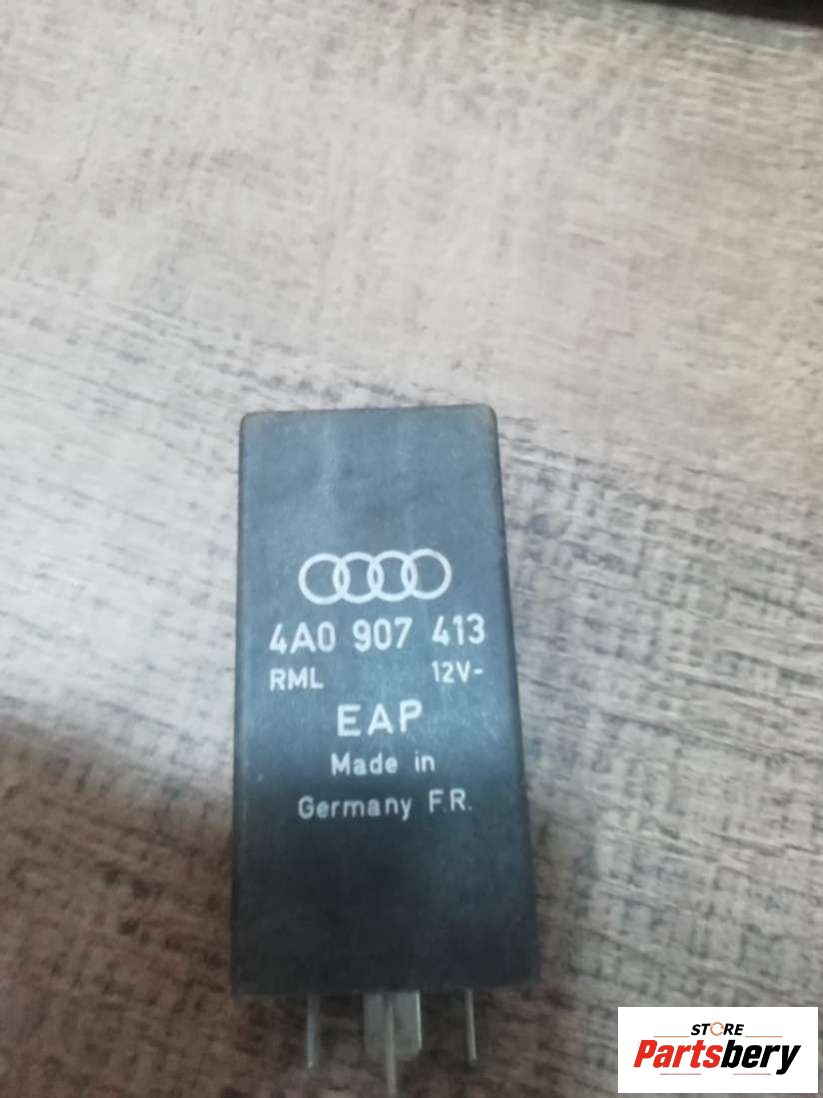 4A0 907 413
RML 12V-
EAP
Made in
Germany F.R.
STORE
Partsbery